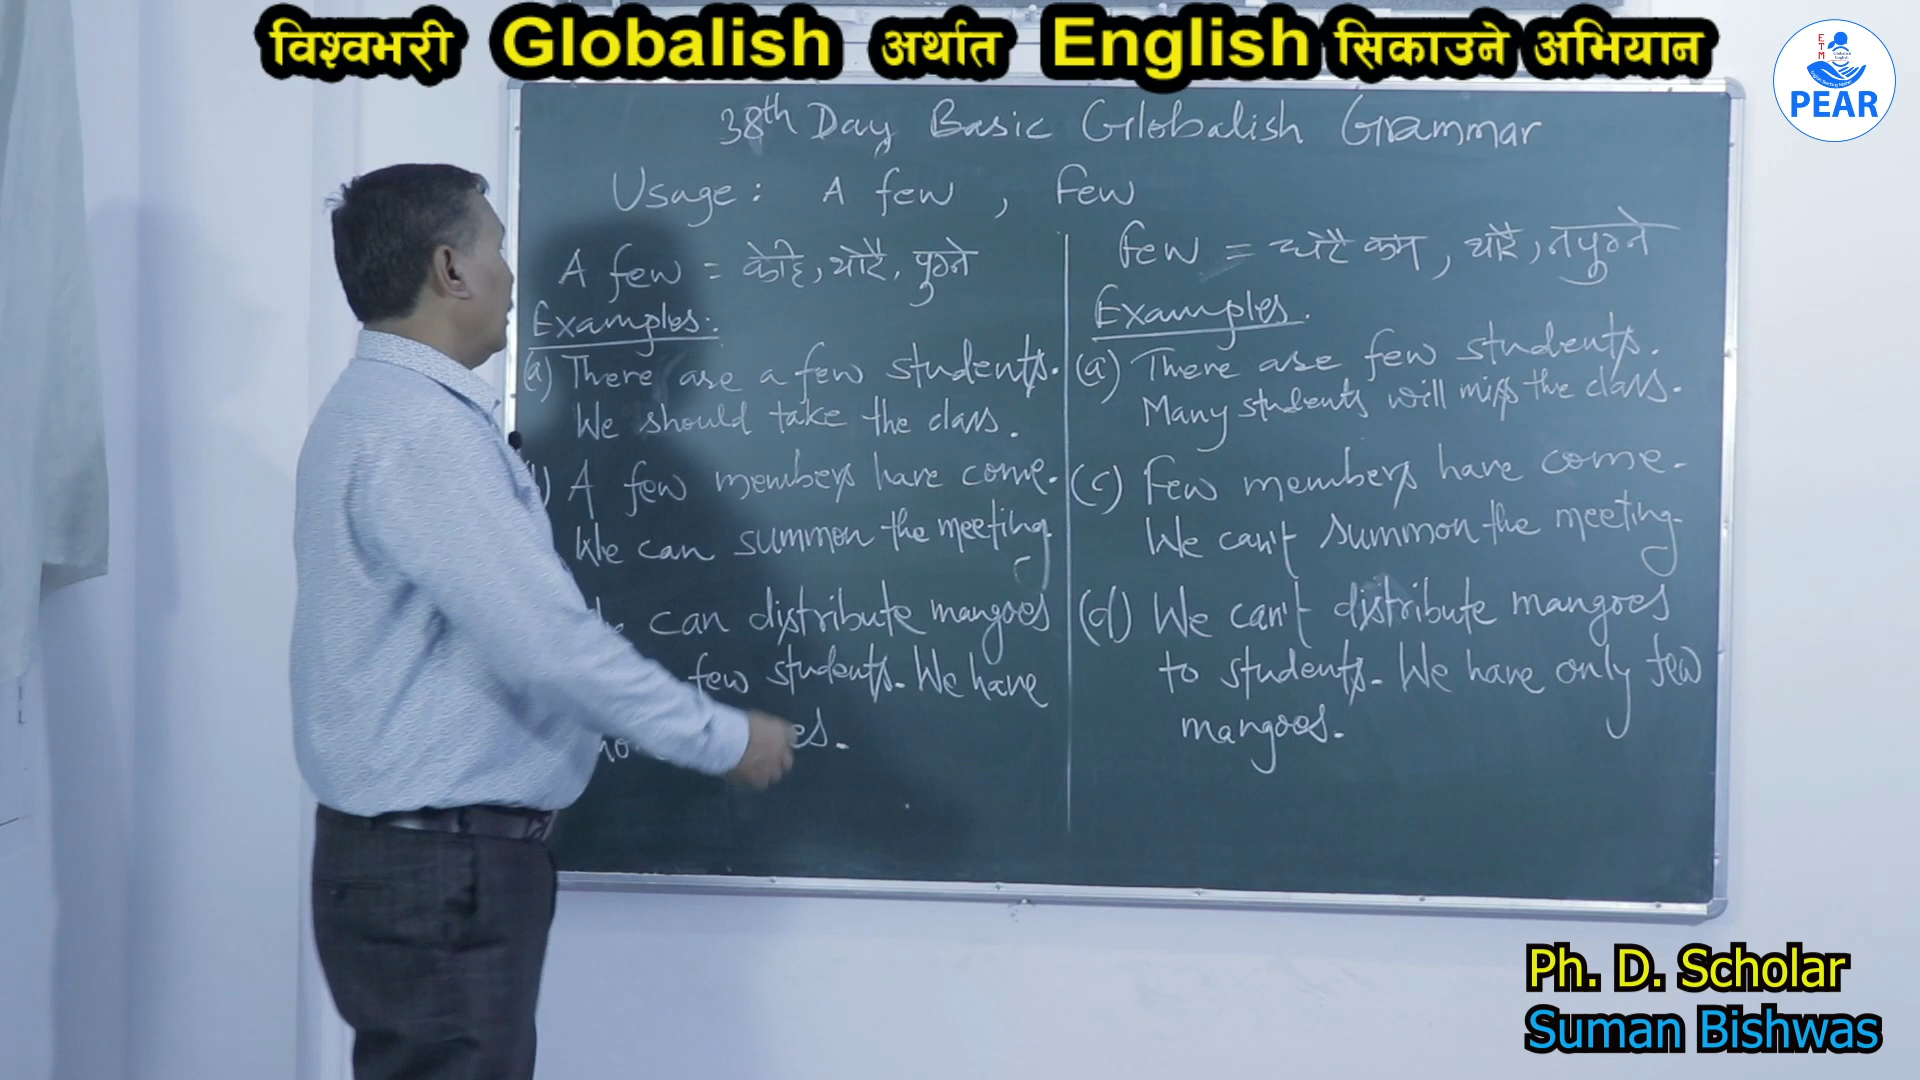 विश्वभरी Globalish अर्थात English सिकाउने अभियान
PEAR
38th Day Basic Globalish Grammar
Usage: A few, Few
A few = केहि, थोरै, पुग्ने
Examples:
(a) There are a few students.
We should take the class.
A few members have come.
We can summon the meeting.
can distribute mangoes
few students. We have
Few = धेरै कम, थोरै, नपुग्ने
Examples.
(a) There are few students.
Many students will miss the class.
(c) Few members have come.
We can't summon the meeting.
(d) We can't distribute mangoes
to students. We have only few
mangoes.
Ph. D. Scholar
Suman Bishwas